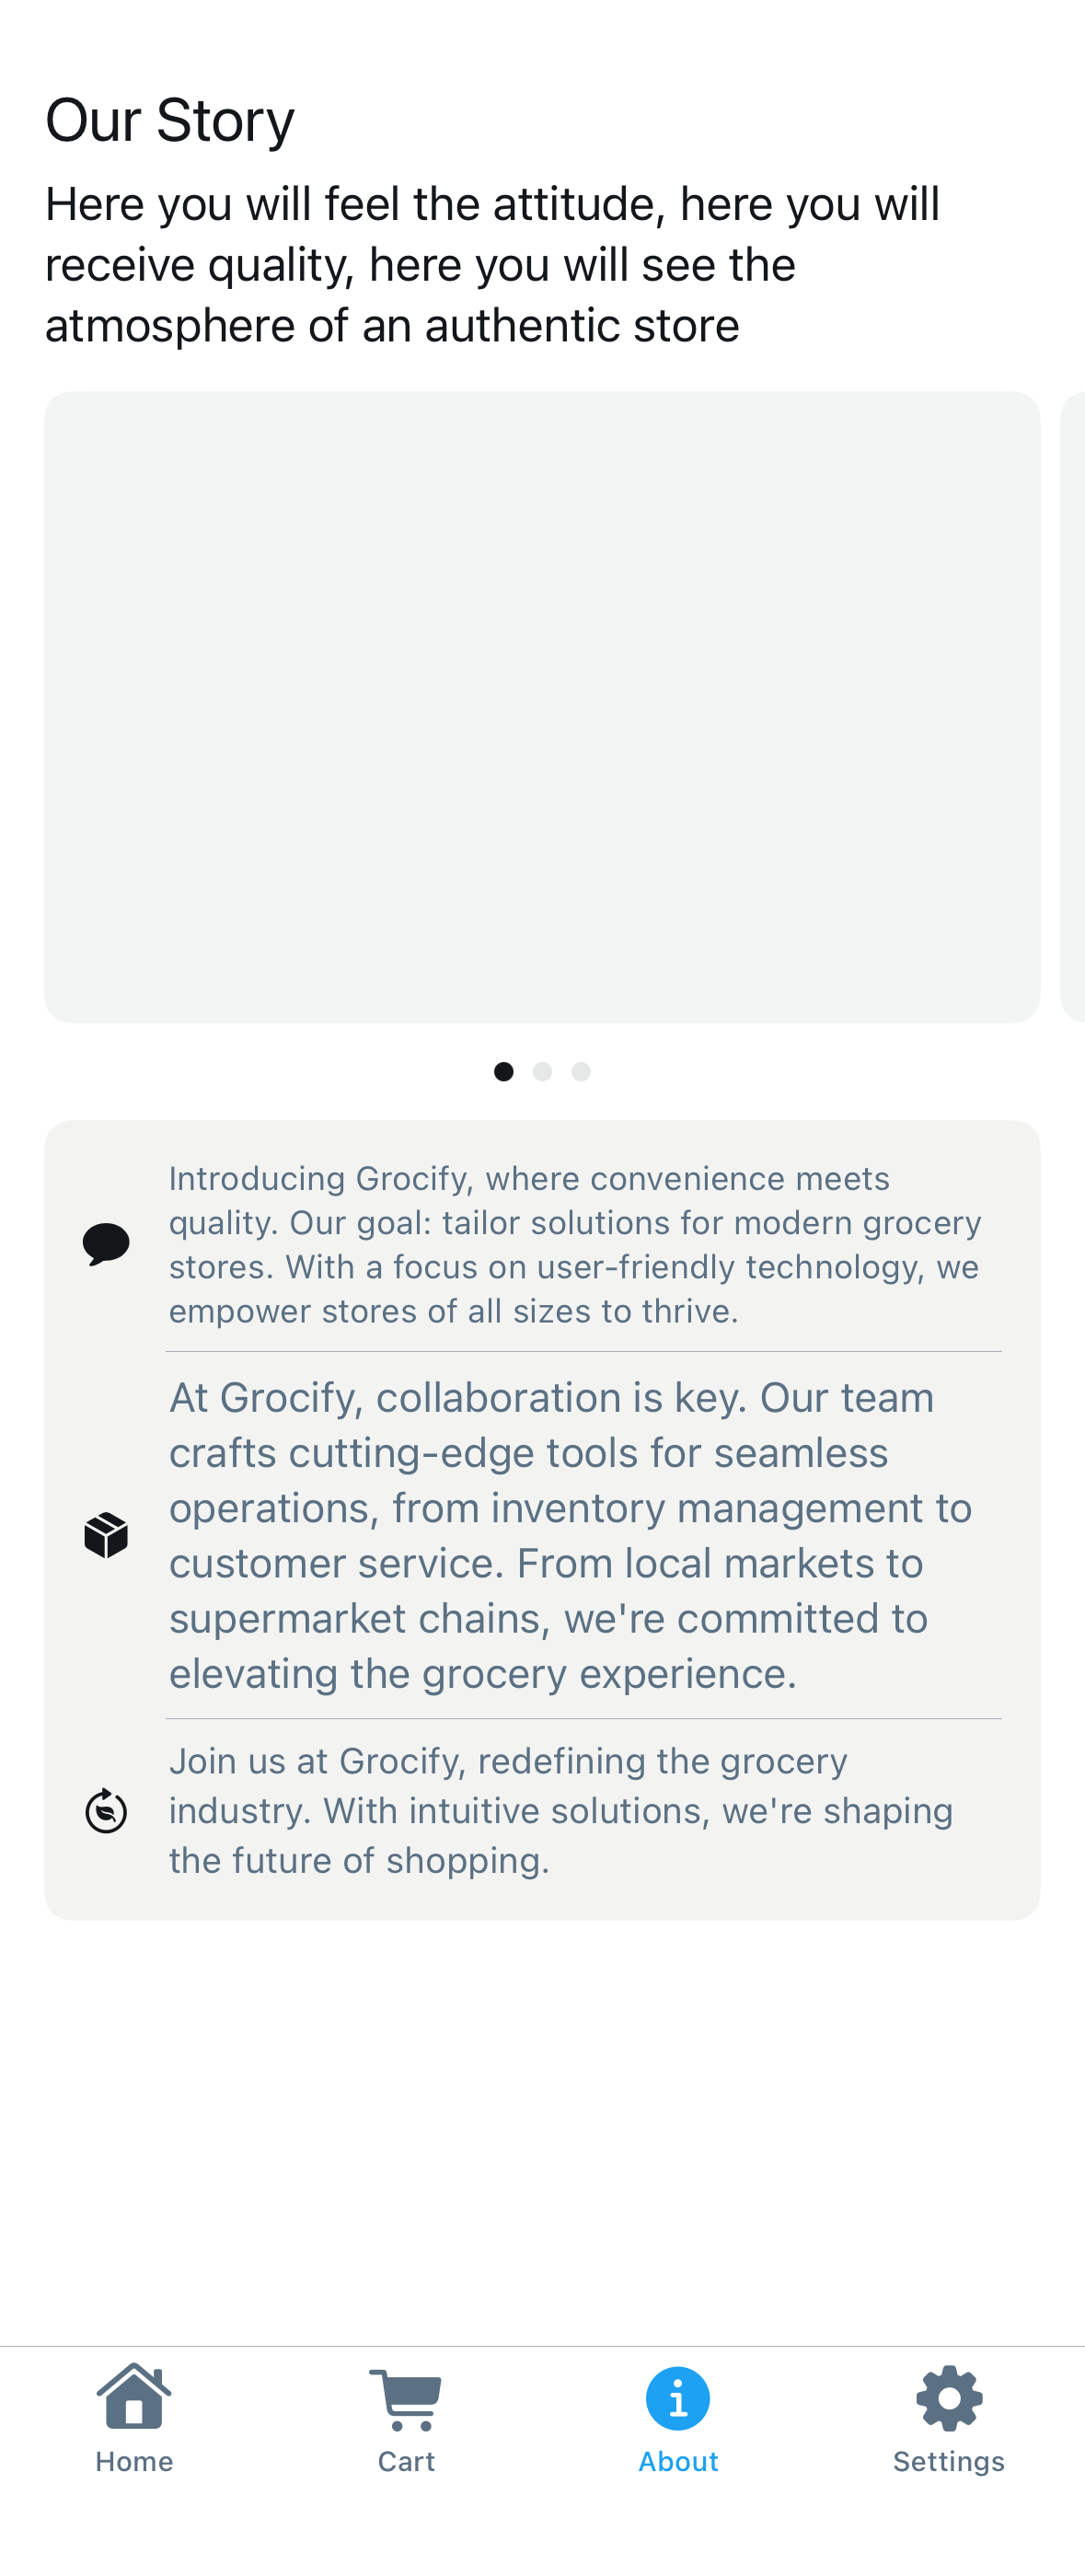 Our Story
Here you will feel the attitude, here you will
receive quality, here you will see the
atmosphere of an authentic store
Introducing Grocify, where convenience meets
quality. Our goal: tailor solutions for modern grocery
stores. With a focus on user-friendly technology, we
empower stores of all sizes to thrive.
At Grocify, collaboration is key. Our team
crafts cutting-edge tools for seamless
operations, from inventory management to
customer service. From local markets to
supermarket chains, we're committed to
elevating the grocery experience.
Join us at Grocify, redefining the grocery
industry. With intuitive solutions, we're shaping
the future of shopping.
Home
Cart
About
Settings